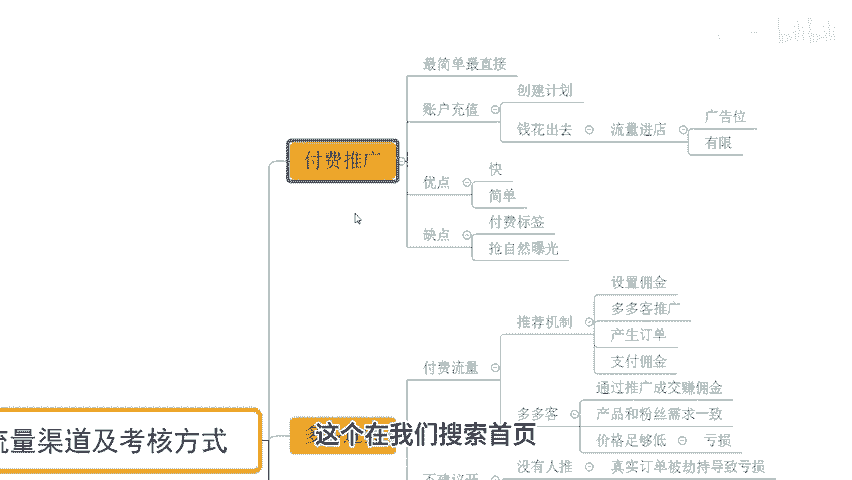 最简单最直接
创建计划
账户充值
广告位
钱花出去
流量进店
有限
付费推广
快
优点
简单
付费标签
缺点
抢自然曝光
设置佣金
多多客推广
推荐机制
产生订单
支付佣金
付费流量
通过推广成交赚佣金
多多客
产品和粉丝需求一致
流量渠道及考核方式
多
这个在我们搜索首页
价格足够低
亏损
没有人推
真实订单被劫持导致亏损
不建议开